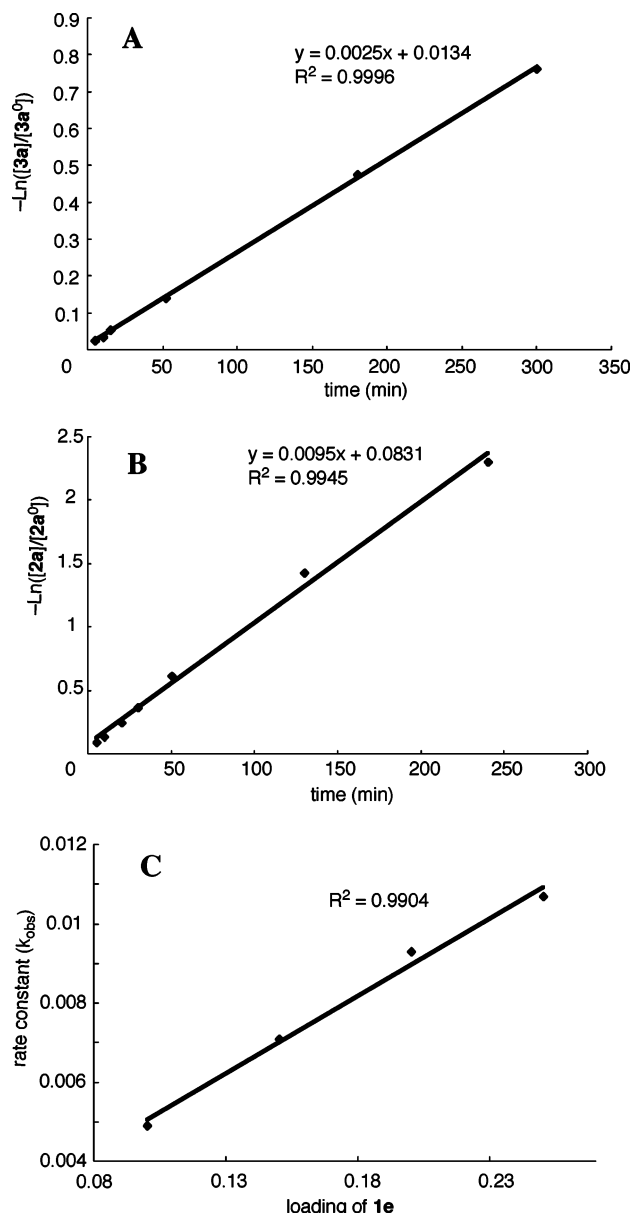 A
y = 0.0025x + 0.0134
R² = 0.9996
–Ln([3a]/[3a⁰])
0.9
0.8
0.7
0.6
0.5
0.4
0.3
0.2
0.1
0 50 100 150 200 250 300 350
time (min)
B
y = 0.0095x + 0.0831
R² = 0.9945
–Ln([2a]/[2a⁰])
2.5
2
1.5
1
0.5
0 50 100 150 200 250 300
time (min)
C
R² = 0.9904
rate constant (kobs)
0.012
0.01
0.008
0.006
0.004
0.08 0.13 0.18 0.23
loading of 1e